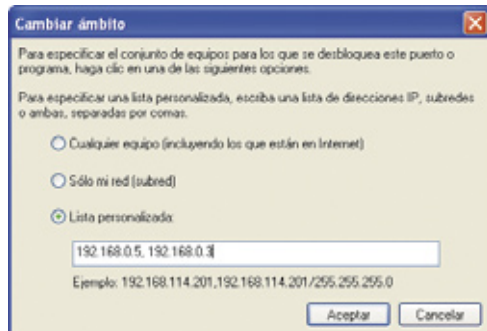 Cambiar ámbito
Para especificar el conjunto de equipos para los que se desbloquea este puerto o
programa, haga clic en una de las siguientes opciones.
Para especificar una lista personalizada, escriba una lista de direcciones IP, subredes
o ambas, separadas por comas.
Cualquier equipo (incluyendo los que están en Internet)
Sólo mi red (subred)
Lista personalizada:
192.168.0.5, 192.168.0.3
Ejemplo: 192.168.114.201,192.168.114.201/255.255.255.0
Aceptar Cancelar